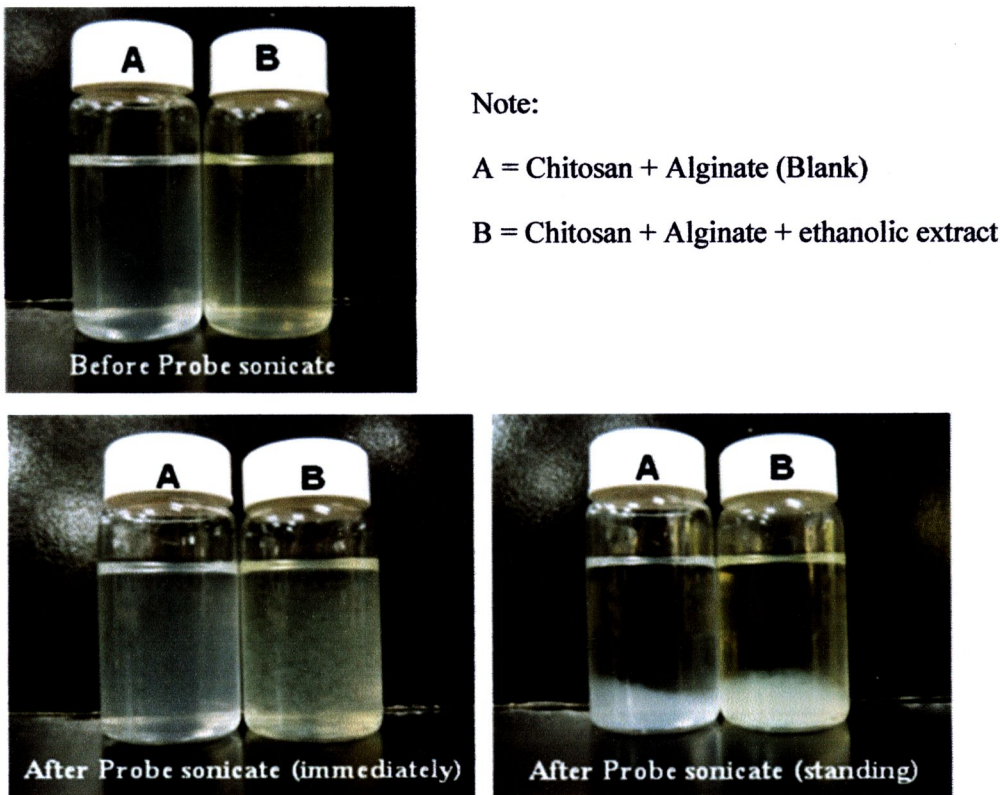 A B
Before Probe sonicate
Note:
A = Chitosan + Alginate (Blank)
B = Chitosan + Alginate + ethanolic extract
A B
After Probe sonicate (immediately)
A B
After Probe sonicate (standing)